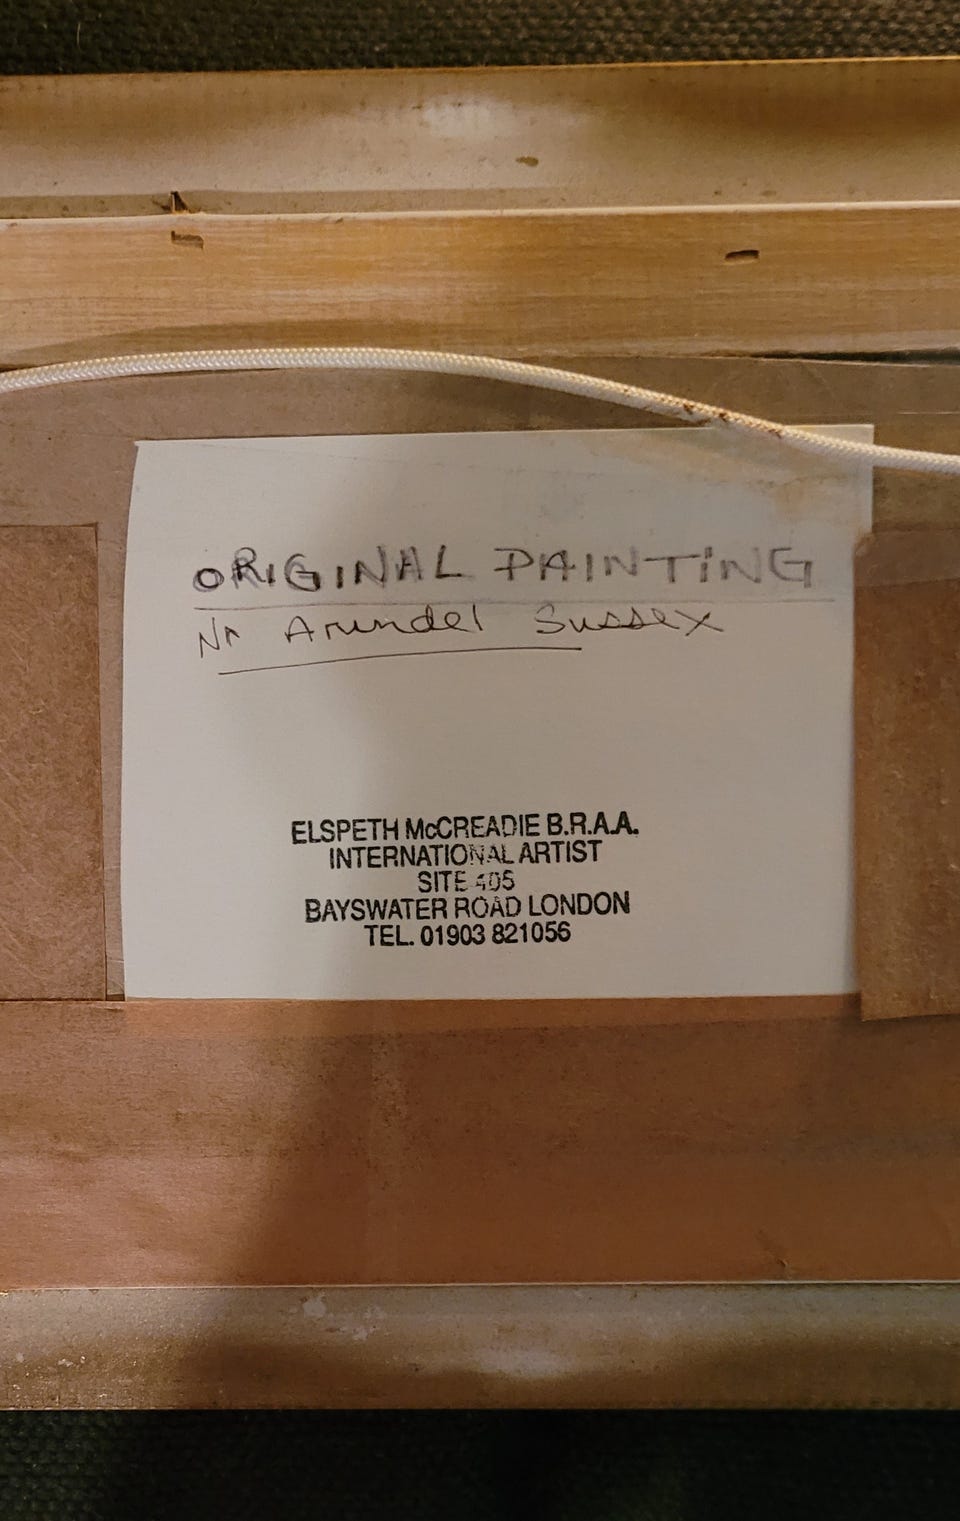 ORIGINAL PAINTING
Nr Arundel Sussex
ELSPETH McCREADIE B.R.A.A.
INTERNATIONAL ARTIST
SITE 405
BAYSWATER ROAD LONDON
TEL. 01903 821056